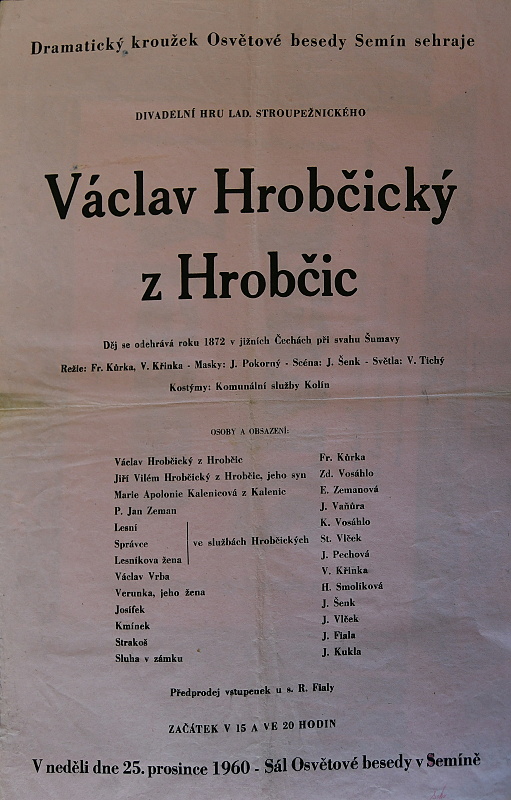 Dramatický kroužek Osvětové besedy Semín sehraje
DIVADELNÍ HRU LAD. STROUPEŽNICKÉHO
Václav Hrobčický
z Hrobčic
Děj se odehrává roku 1872 v jižních Čechách při svahu Šumavy
Režie: Fr. Kůrka, V. Křinka - Masky: J. Pokorný - Scéna: J. Šenk - Světla: V. Tichý
Kostýmy: Komunální služby Kolín
OSOBY A OBSAZENÍ:
Václav Hrobčický z Hrobčic Fr. Kůrka
Jiří Vilém Hrobčický z Hrobčic, jeho syn Zd. Vosáhlo
Marie Apolonie Kalenicová z Kalenic E. Zemanová
P. Jan Zeman J. Vaňura
Lesní K. Vosáhlo
Správce ve službách Hrobčických St. Vlček
Lesníkova žena J. Pechová
Václav Vrba V. Křinka
Verunka, jeho žena H. Smolíková
Josífek J. Šenk
Kmínek J. Vlček
Strakoš J. Fiala
Sluha v zámku J. Kukla
Předprodej vstupenek u s. R. Fialy
ZAČÁTEK V 15 A VE 20 HODIN
V neděli dne 25. prosince 1960 - Sál Osvětové besedy v Semíně